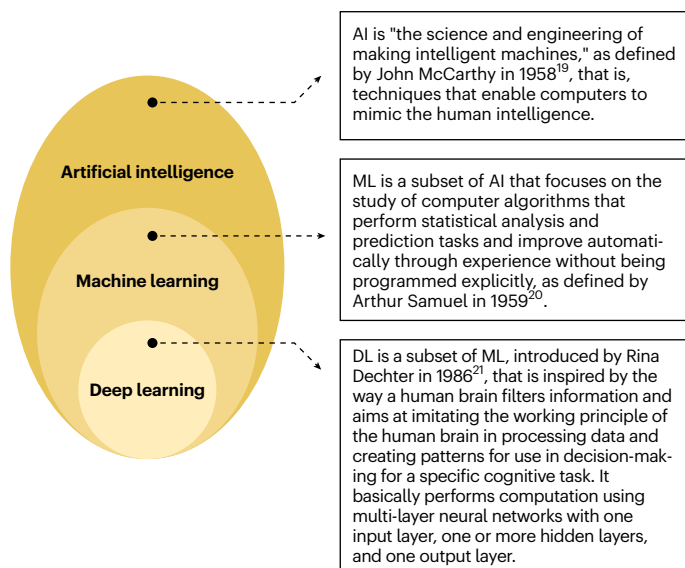 AI is "the science and engineering of
making intelligent machines," as defined
by John McCarthy in 1958¹⁹, that is,
techniques that enable computers to
mimic the human intelligence.
Artificial intelligence
ML is a subset of AI that focuses on the
study of computer algorithms that
perform statistical analysis and
prediction tasks and improve automati-
cally through experience without being
programmed explicitly, as defined by
Arthur Samuel in 1959²⁰.
Machine learning
DL is a subset of ML, introduced by Rina
Dechter in 1986²¹, that is inspired by the
way a human brain filters information and
aims at imitating the working principle of
the human brain in processing data and
creating patterns for use in decision-mak-
ing for a specific cognitive task. It
basically performs computation using
multi-layer neural networks with one
input layer, one or more hidden layers,
and one output layer.
Deep learning